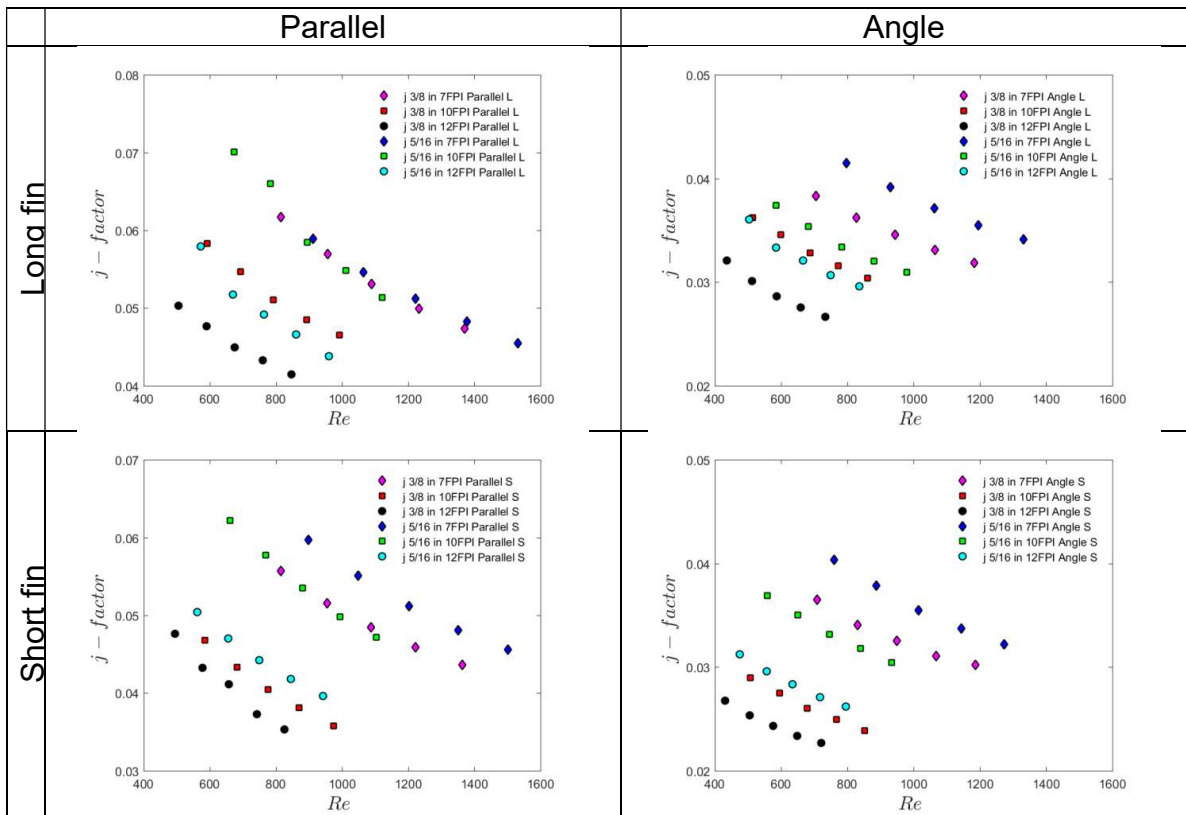 Parallel
Angle
Long fin
0.08
0.07
0.06
0.05
0.04
j − factor
400 600 800 1000 1200 1400 1600
Re
j 3/8 in 7FPI Parallel L
j 3/8 in 10FPI Parallel L
j 3/8 in 12FPI Parallel L
j 5/16 in 7FPI Parallel L
j 5/16 in 10FPI Parallel L
j 5/16 in 12FPI Parallel L
0.05
0.04
0.03
0.02
j − factor
400 600 800 1000 1200 1400 1600
Re
j 3/8 in 7FPI Angle L
j 3/8 in 10FPI Angle L
j 3/8 in 12FPI Angle L
j 5/16 in 7FPI Angle L
j 5/16 in 10FPI Angle L
j 5/16 in 12FPI Angle L
Short fin
0.07
0.06
0.05
0.04
0.03
j − factor
400 600 800 1000 1200 1400 1600
Re
j 3/8 in 7FPI Parallel S
j 3/8 in 10FPI Parallel S
j 3/8 in 12FPI Parallel S
j 5/16 in 7FPI Parallel S
j 5/16 in 10FPI Parallel S
j 5/16 in 12FPI Parallel S
0.05
0.04
0.03
0.02
j − factor
400 600 800 1000 1200 1400 1600
Re
j 3/8 in 7FPI Angle S
j 3/8 in 10FPI Angle S
j 3/8 in 12FPI Angle S
j 5/16 in 7FPI Angle S
j 5/16 in 10FPI Angle S
j 5/16 in 12FPI Angle S